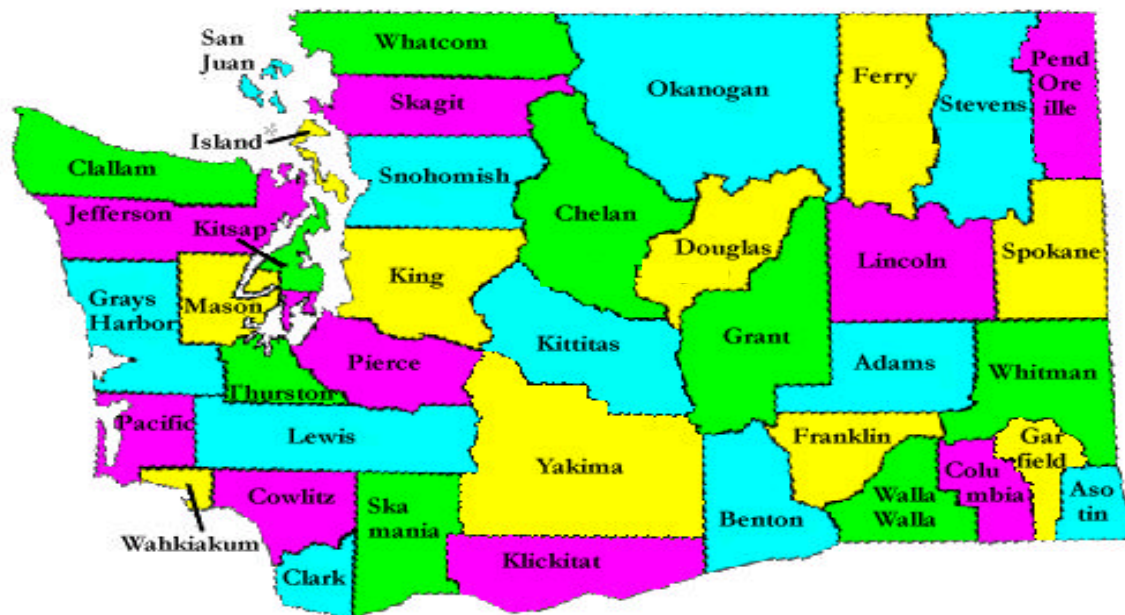 San
Juan
Whatcom
Skagit
Island*
Okanogan
Ferry
Stevens
Pend
Ore
ille
Clallam
Snohomish
Jefferson
Kitsap
Chelan
Douglas
Lincoln
Spokane
King
Grays
Harbor
Mason
Kittitas
Grant
Adams
Whitman
Pierce
Thurston
Pacific
Lewis
Yakima
Franklin
Gar
field
Cowlitz
Ska
mania
Benton
Walla
Walla
Colu
mbia
Aso
tin
Wahkiakum
Clark
Klickitat